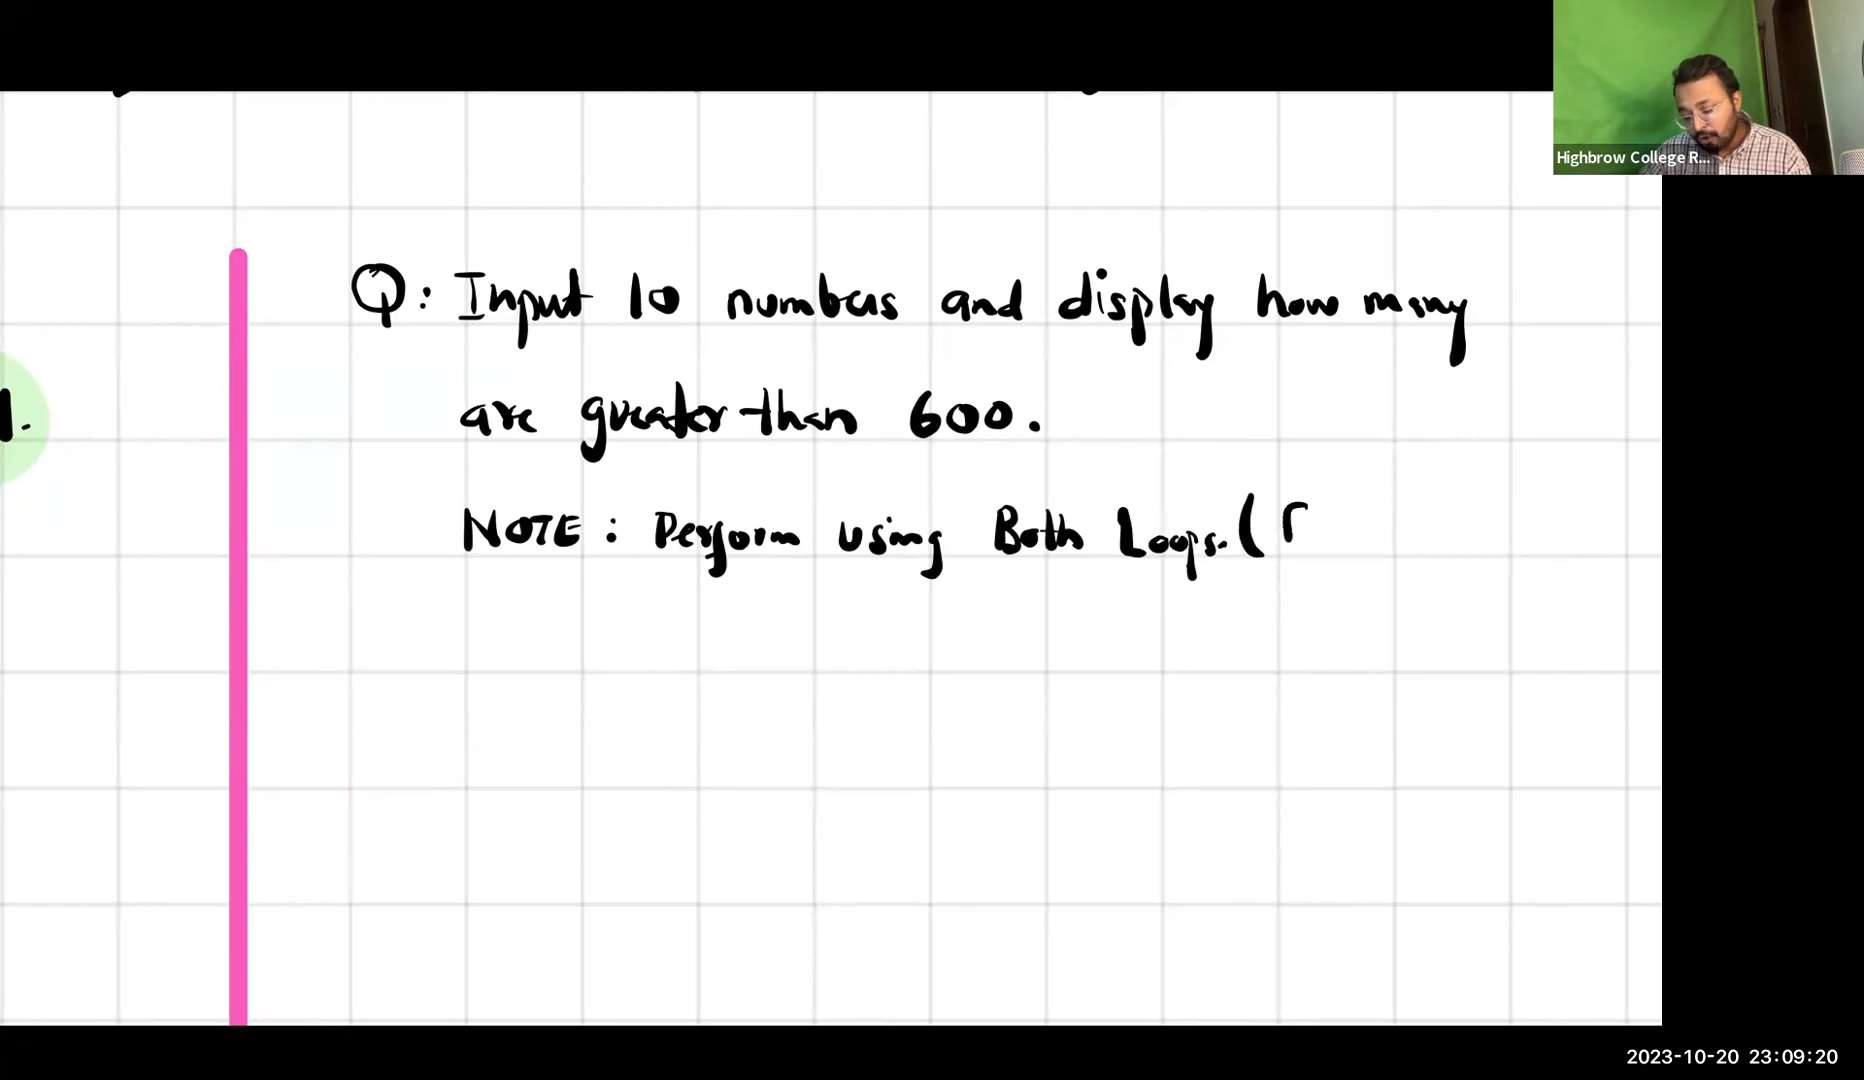 Highbrow College R...
Q: Input 10 numbers and display how many
are greater than 600.
1.
NOTE: Perform using Both Loops. (F
2023-10-20 23:09:20